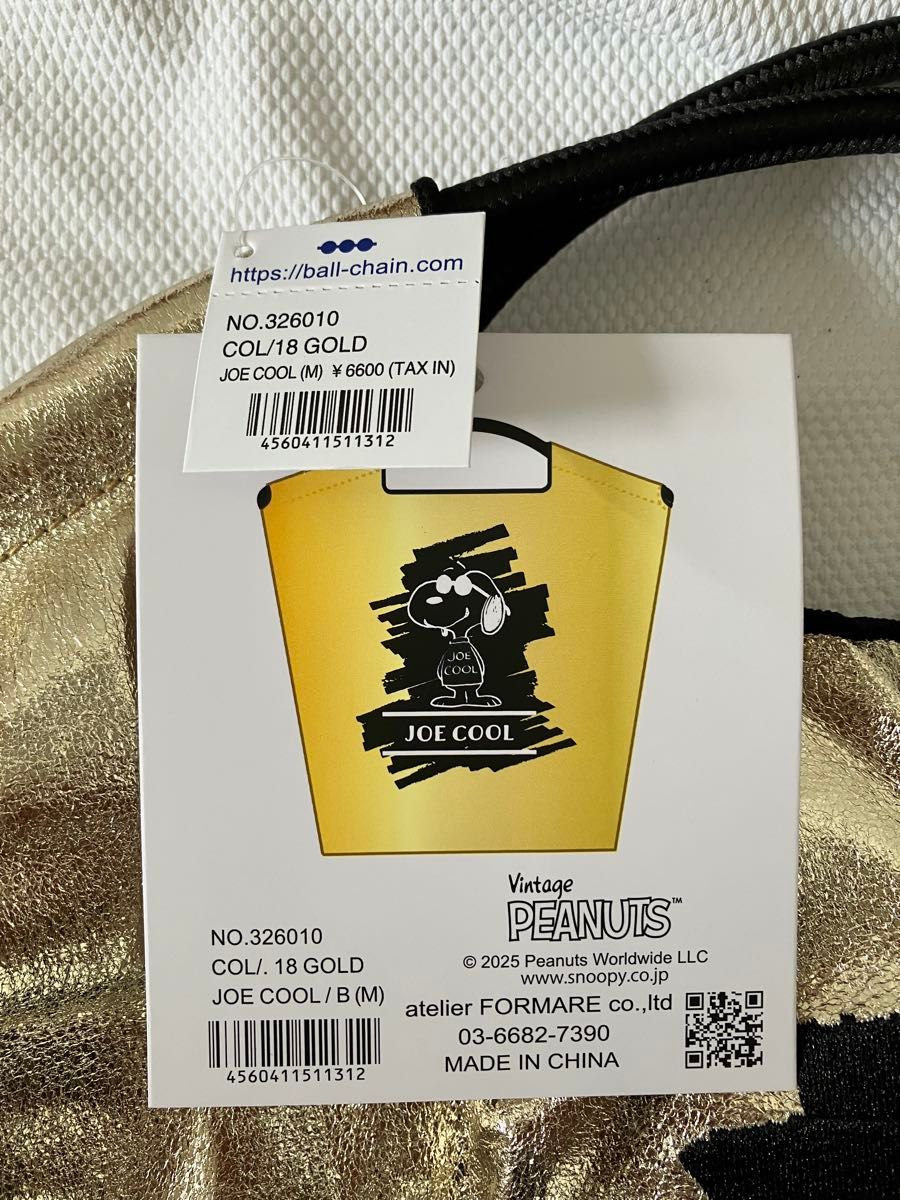 https://ball-chain.com
NO.326010
COL/18 GOLD
JOE COOL (M) ¥6600 (TAX IN)
4560411511312
JOE
COOL
JOE COOL
Vintage
PEANUTS™
NO.326010
COL/. 18 GOLD
JOE COOL / B (M)
4560411511312
© 2025 Peanuts Worldwide LLC
www.snoopy.co.jp
atelier FORMARE co.,ltd
03-6682-7390
MADE IN CHINA